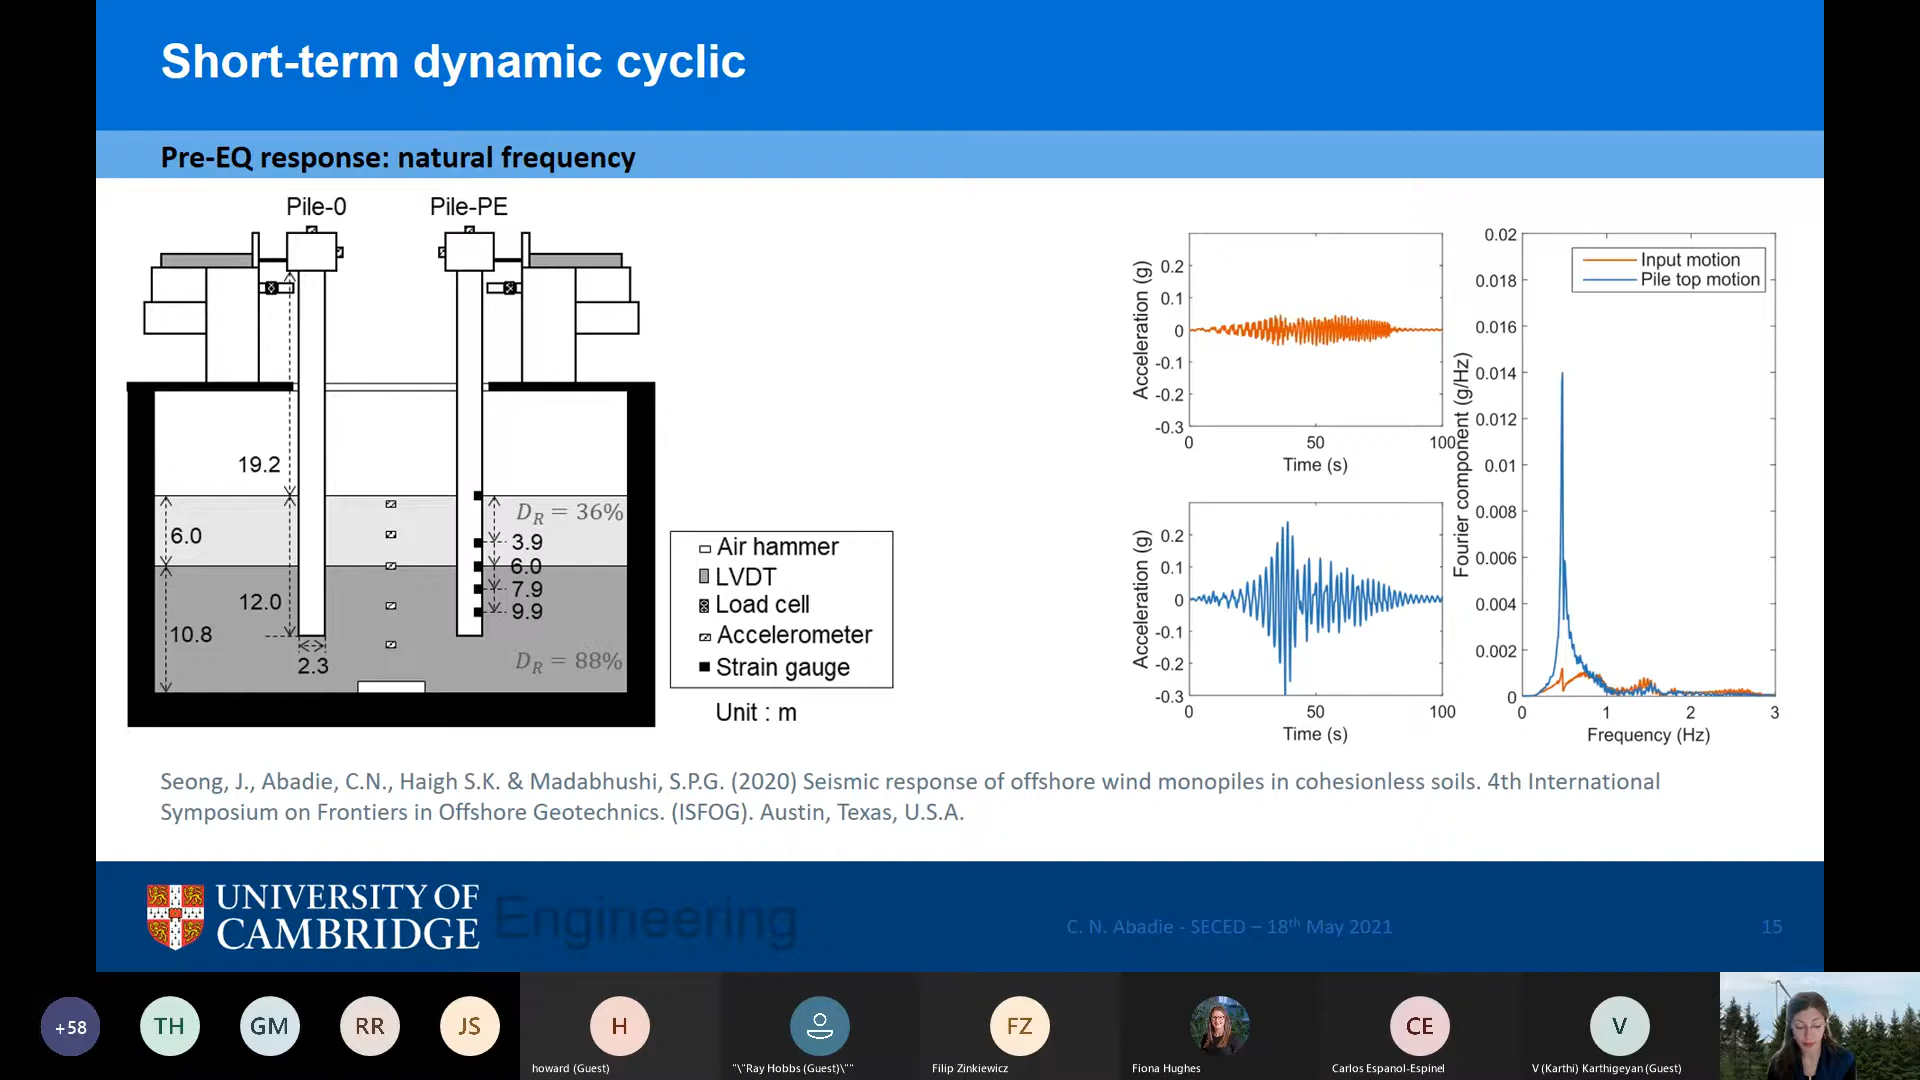 Short-term dynamic cyclic
Pre-EQ response: natural frequency
Pile-0
Pile-PE
19.2
6.0
12.0
10.8
2.3
D_R = 36%
3.9
6.0
7.9
9.9
D_R = 88%
Air hammer
LVDT
Load cell
Accelerometer
Strain gauge
Unit : m
Acceleration (g)
0.2
0.1
0
-0.1
-0.2
-0.3
0 50 100
Time (s)
Acceleration (g)
0.2
0.1
0
-0.1
-0.2
-0.3
0 50 100
Time (s)
Fourier component (g/Hz)
0.02
0.018
0.016
0.014
0.012
0.01
0.008
0.006
0.004
0.002
0
0 1 2 3
Frequency (Hz)
Input motion
Pile top motion
Seong, J., Abadie, C.N., Haigh S.K. & Madabhushi, S.P.G. (2020) Seismic response of offshore wind monopiles in cohesionless soils. 4th International
Symposium on Frontiers in Offshore Geotechnics. (ISFOG). Austin, Texas, U.S.A.
UNIVERSITY OF
CAMBRIDGE
Engineering
C. N. Abadie - SECED – 18th May 2021
15
+58
TH
GM
RR
JS
H
howard (Guest)
"\"Ray Hobbs (Guest)\""
FZ
Filip Zinkiewicz
Fiona Hughes
CE
Carlos Espanol-Espinel
V
V (Karthi) Karthigeyan (Guest)